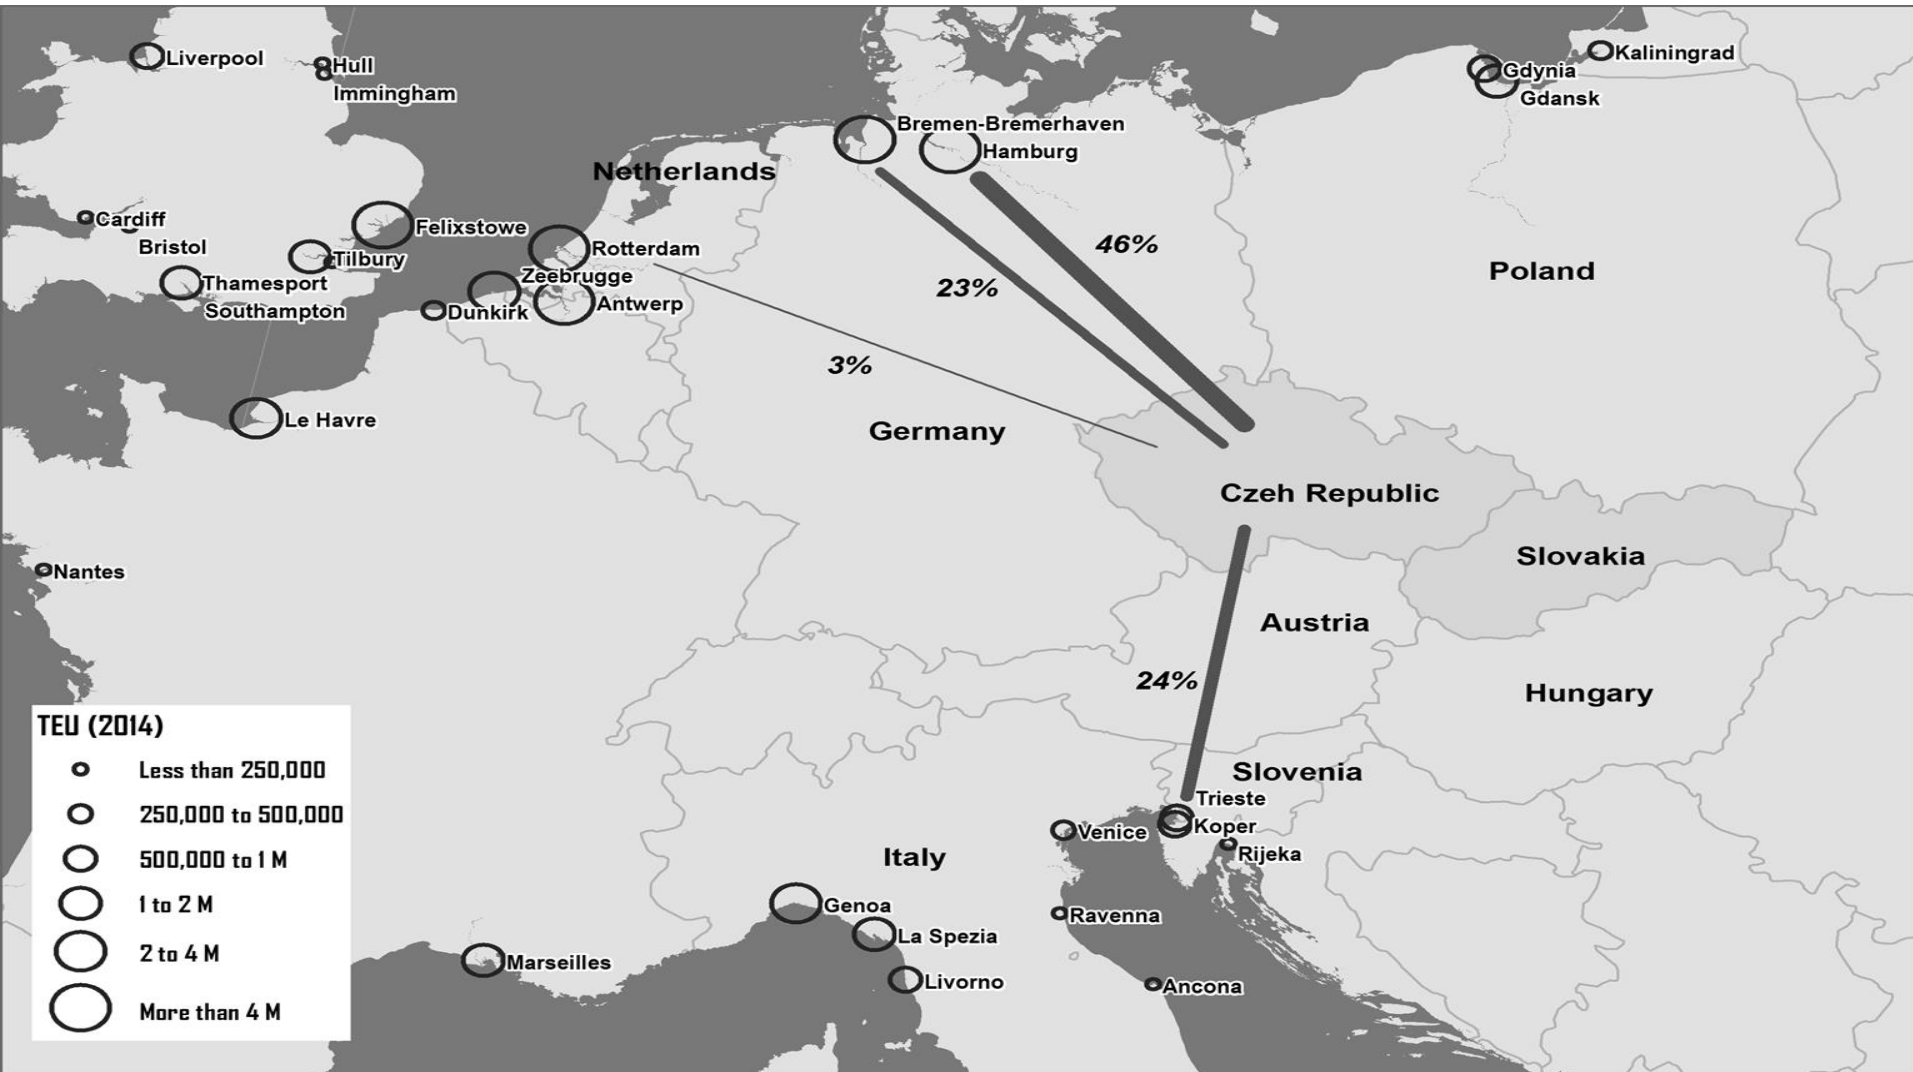 Liverpool
Hull
Immingham
Kaliningrad
Gdynia
Gdansk
Bremen-Bremerhaven
Hamburg
Netherlands
Cardiff
Bristol
Felixstowe
Tilbury
Thamesport
Southampton
Rotterdam
Zeebrugge
Antwerp
Dunkirk
46%
23%
3%
Poland
Le Havre
Germany
Czeh Republic
Slovakia
Nantes
Austria
24%
Hungary
Slovenia
Trieste
Koper
Rijeka
Venice
Italy
Ravenna
Genoa
La Spezia
Marseilles
Livorno
Ancona
TEU (2014)
Less than 250,000
250,000 to 500,000
500,000 to 1 M
1 to 2 M
2 to 4 M
More than 4 M